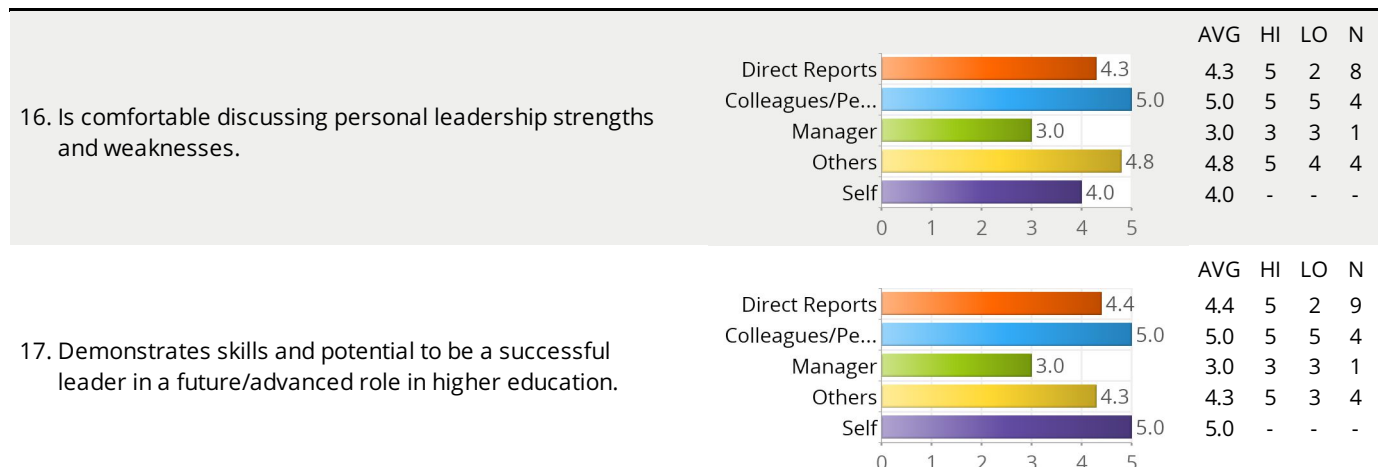 AVG HI LO N
16. Is comfortable discussing personal leadership strengths
and weaknesses.
Direct Reports 4.3 4.3 5 2 8
Colleagues/Pe... 5.0 5.0 5 5 4
Manager 3.0 3.0 3 3 1
Others 4.8 4.8 5 4 4
Self 4.0 4.0 - - -
0 1 2 3 4 5
AVG HI LO N
17. Demonstrates skills and potential to be a successful
leader in a future/advanced role in higher education.
Direct Reports 4.4 4.4 5 2 9
Colleagues/Pe... 5.0 5.0 5 5 4
Manager 3.0 3.0 3 3 1
Others 4.3 4.3 5 3 4
Self 5.0 5.0 - - -
0 1 2 3 4 5